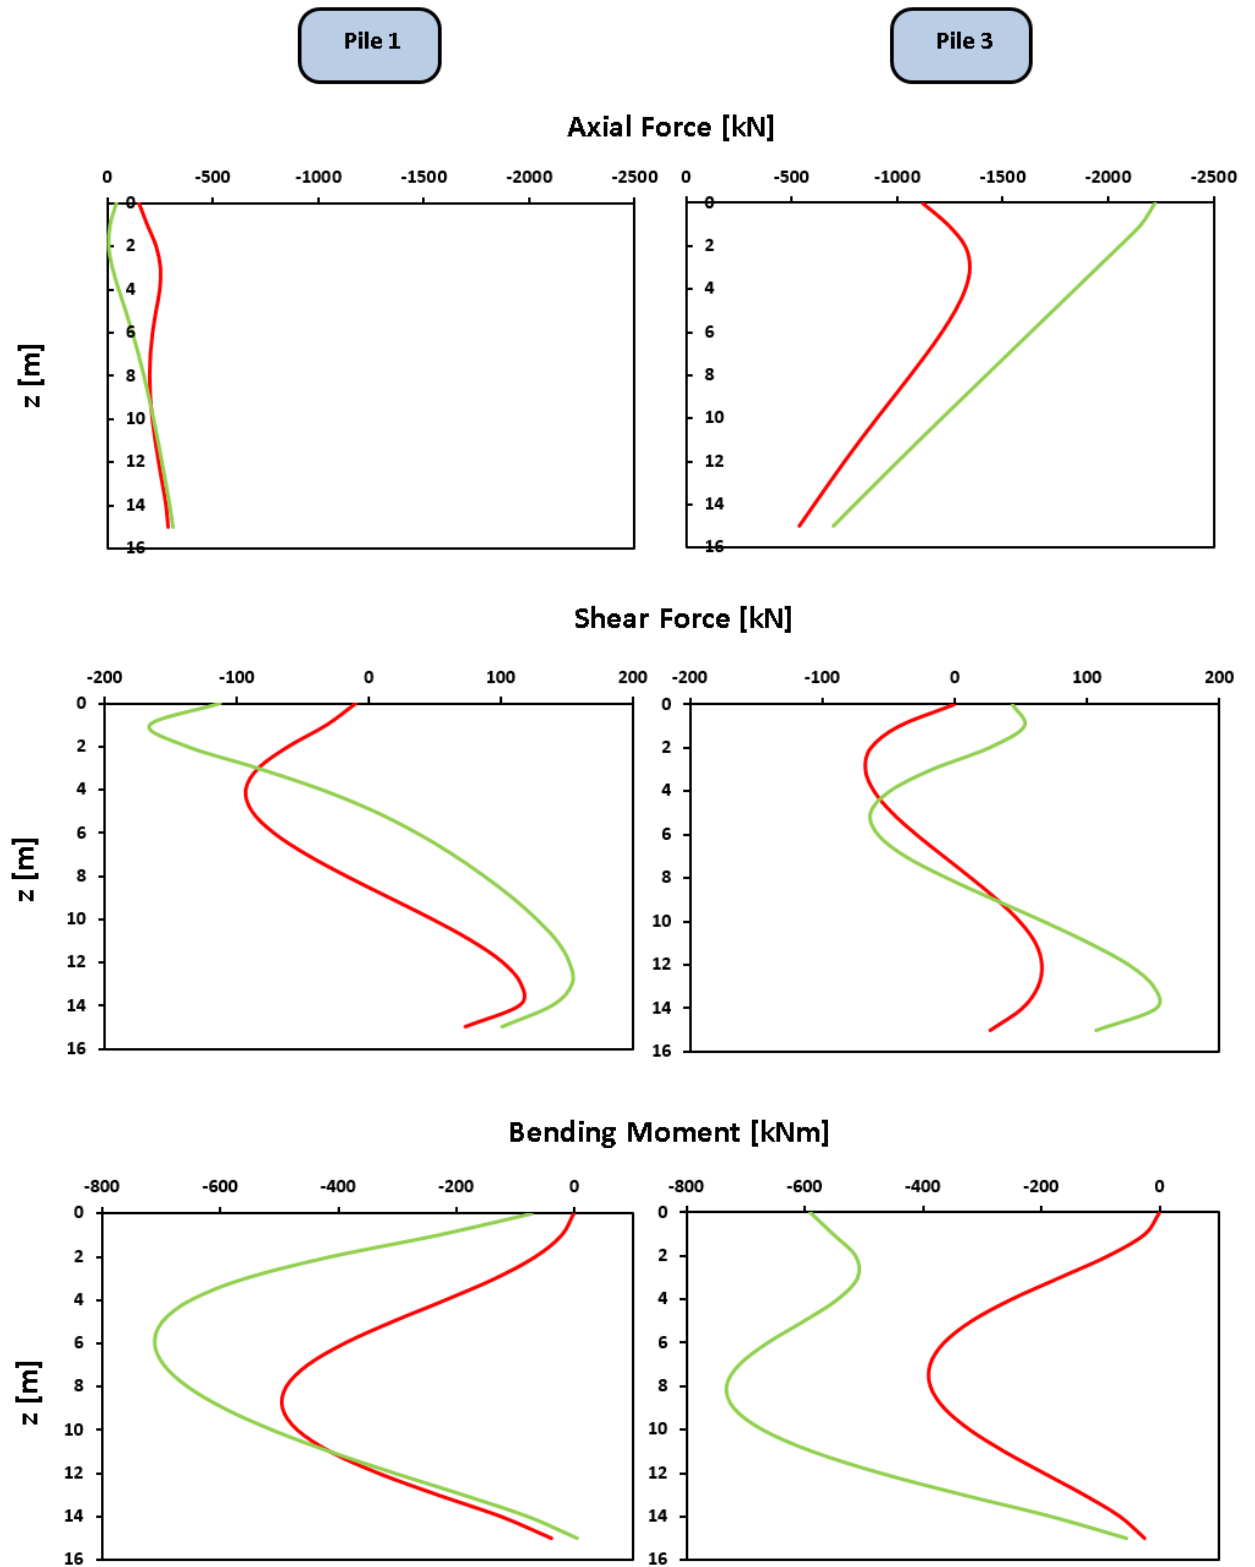 Pile 1 Pile 3
Axial Force [kN]
0 -500 -1000 -1500 -2000 -2500 0 -500 -1000 -1500 -2000 -2500
0 0
2 2
4 4
6 6
z [m]
8 8
10 10
12 12
14 14
16 16
Shear Force [kN]
-200 -100 0 100 200 -200 -100 0 100 200
0 0
2 2
4 4
6 6
z [m]
8 8
10 10
12 12
14 14
16 16
Bending Moment [kNm]
-800 -600 -400 -200 0 -800 -600 -400 -200 0
0 0
2 2
4 4
6 6
z [m]
8 8
10 10
12 12
14 14
16 16